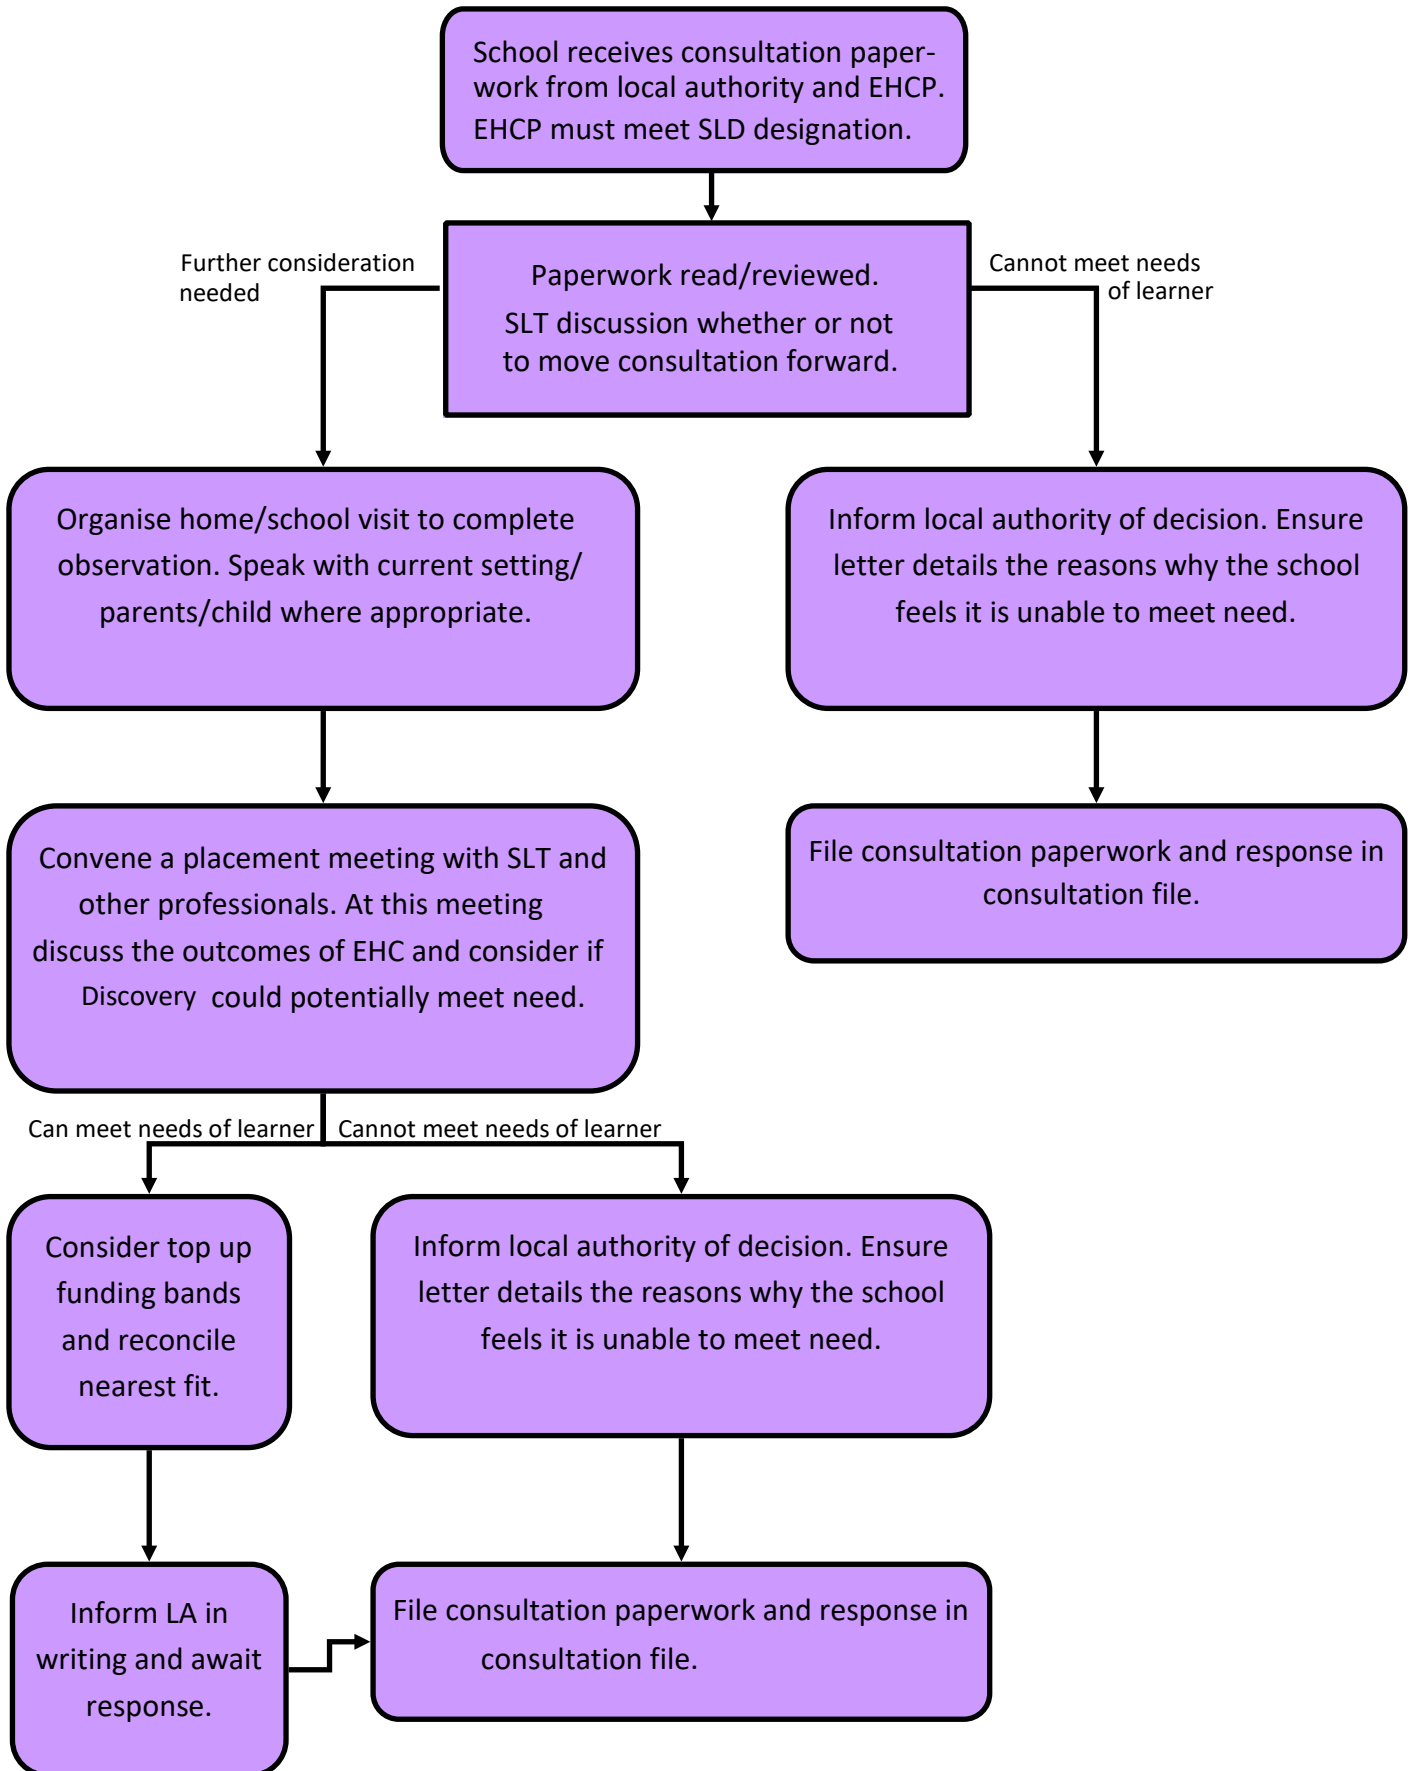 School receives consultation paper-
work from local authority and EHCP.
EHCP must meet SLD designation.
Further consideration
needed
Paperwork read/reviewed.
SLT discussion whether or not
to move consultation forward.
Cannot meet needs
of learner
Organise home/school visit to complete
observation. Speak with current setting/
parents/child where appropriate.
Inform local authority of decision. Ensure
letter details the reasons why the school
feels it is unable to meet need.
Convene a placement meeting with SLT and
other professionals. At this meeting
discuss the outcomes of EHC and consider if
Discovery could potentially meet need.
File consultation paperwork and response in
consultation file.
Can meet needs of learner
Cannot meet needs of learner
Consider top up
funding bands
and reconcile
nearest fit.
Inform local authority of decision. Ensure
letter details the reasons why the school
feels it is unable to meet need.
Inform LA in
writing and await
response.
File consultation paperwork and response in
consultation file.